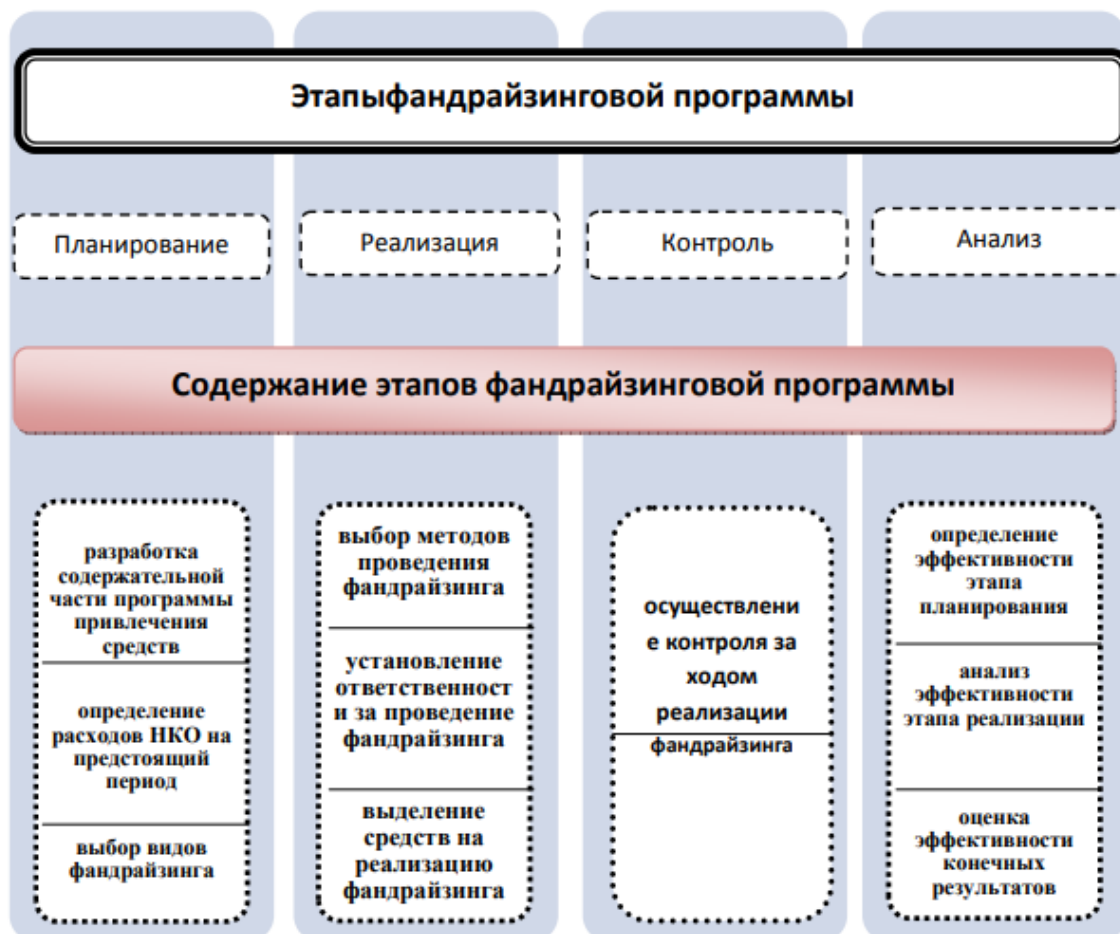 Этапыфандрайзинговой программы
Планирование
Реализация
Контроль
Анализ
Содержание этапов фандрайзинговой программы
разработка
содержательной
части программы
привлечения
средств
определение
расходов НКО на
предстоящий
период
выбор видов
фандрайзинга
выбор методов
проведения
фандрайзинга
установление
ответственност
и за проведение
фандрайзинга
выделение
средств на
реализацию
фандрайзинга
осуществлени
е контроля за
ходом
реализации
фандрайзинга
определение
эффективности
этапа
планирования
анализ
эффективности
этапа реализации
оценка
эффективности
конечных
результатов